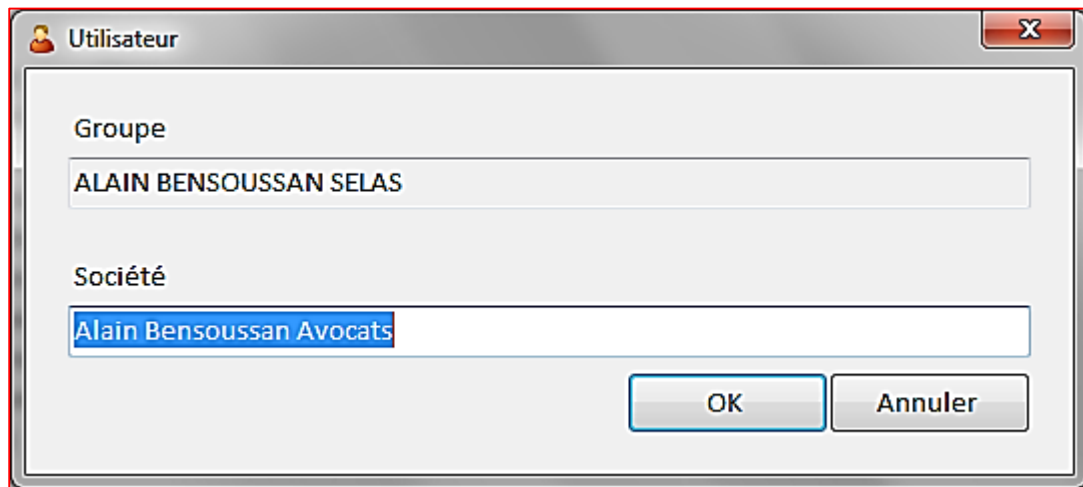 Utilisateur
Groupe
ALAIN BENSOUSSAN SELAS
Société
Alain Bensoussan Avocats
OK Annuler